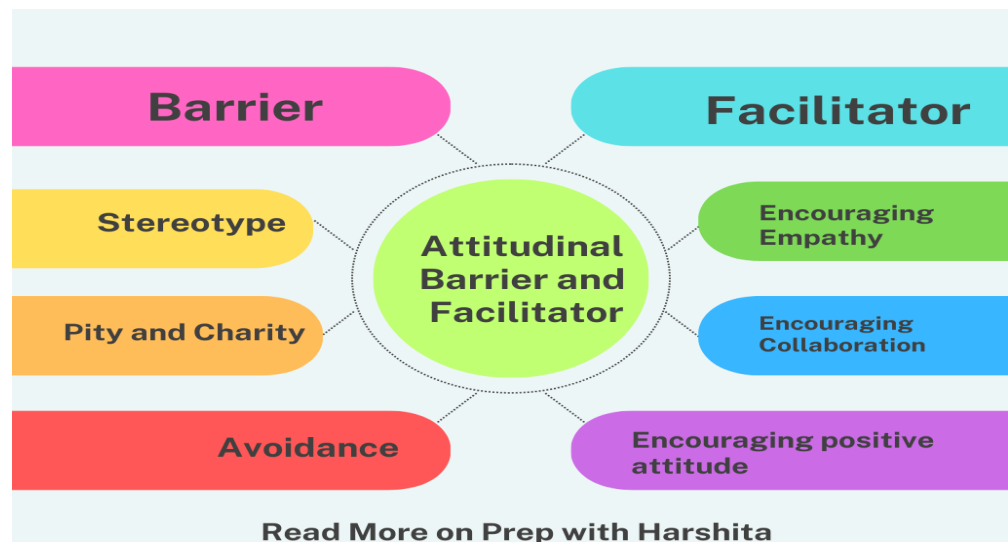 Barrier
Facilitator
Stereotype
Encouraging
Empathy
Attitudinal
Barrier and
Facilitator
Pity and Charity
Encouraging
Collaboration
Avoidance
Encouraging positive
attitude
Read More on Prep with Harshita